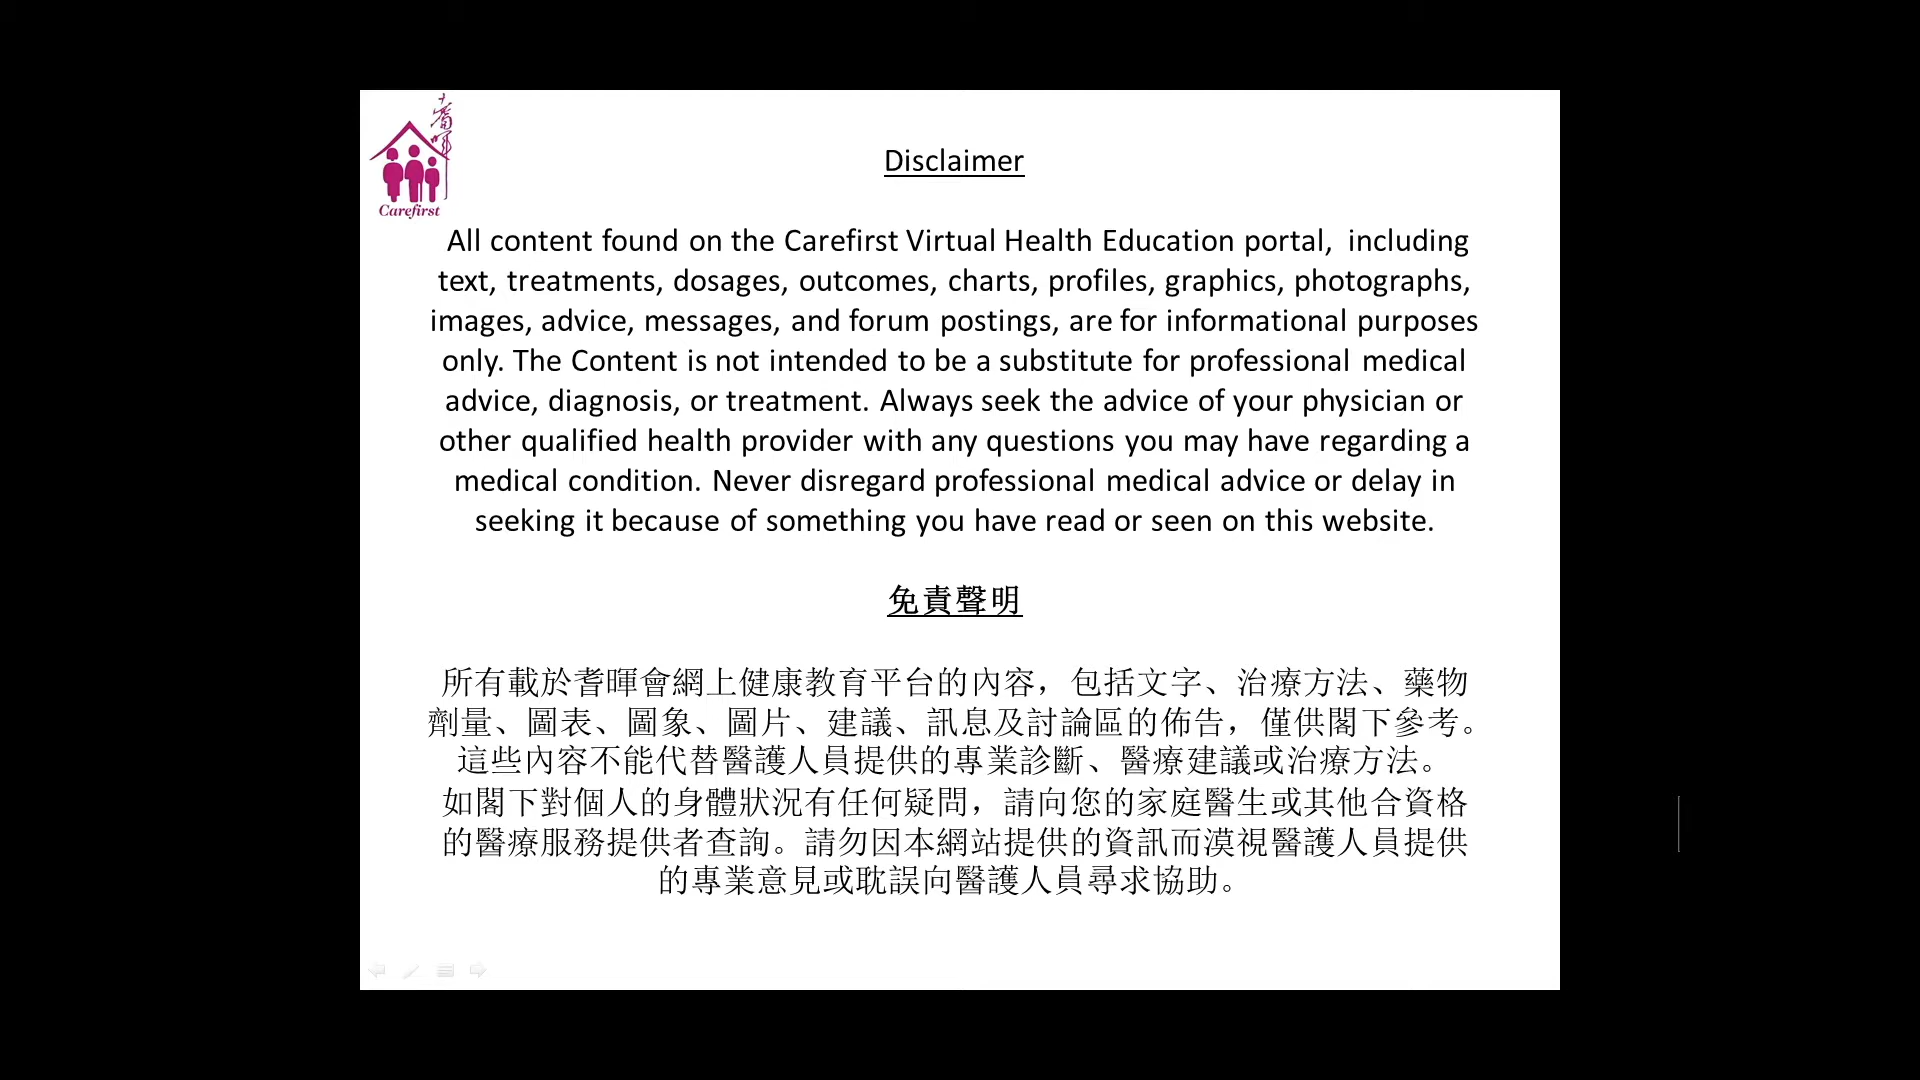 耆暉
Carefirst
Disclaimer
All content found on the Carefirst Virtual Health Education portal, including
text, treatments, dosages, outcomes, charts, profiles, graphics, photographs,
images, advice, messages, and forum postings, are for informational purposes
only. The Content is not intended to be a substitute for professional medical
advice, diagnosis, or treatment. Always seek the advice of your physician or
other qualified health provider with any questions you may have regarding a
medical condition. Never disregard professional medical advice or delay in
seeking it because of something you have read or seen on this website.
免責聲明
所有載於耆暉會網上健康教育平台的內容，包括文字、治療方法、藥物
劑量、圖表、圖象、圖片、建議、訊息及討論區的佈告，僅供閣下參考。
這些內容不能代替醫護人員提供的專業診斷、醫療建議或治療方法。
如閣下對個人的身體狀況有任何疑問，請向您的家庭醫生或其他合資格
的醫療服務提供者查詢。請勿因本網站提供的資訊而漠視醫護人員提供
的專業意見或耽誤向醫護人員尋求協助。